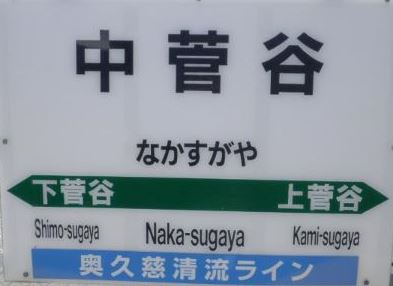 中菅谷
なかすがや
下菅谷 上菅谷
Shimo-sugaya Naka-sugaya Kami-sugaya
奥久慈清流ライン